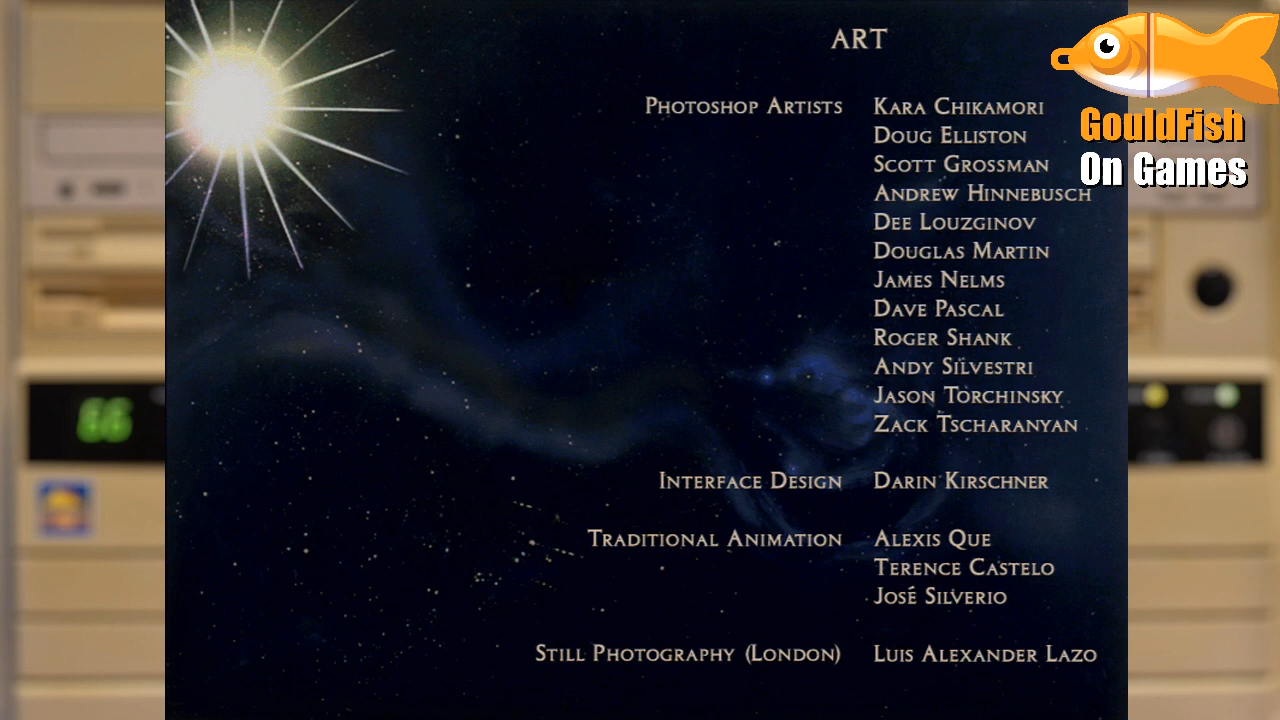 ART
PHOTOSHOP ARTISTS KARA CHIKAMORI
DOUG ELLISTON
SCOTT GROSSMAN
ANDREW HINNEBUSCH
DEE LOUZGINOV
DOUGLAS MARTIN
JAMES NELMS
DAVE PASCAL
ROGER SHANK
ANDY SILVESTRI
JASON TORCHINSKY
ZACK TSCHARANYAN
INTERFACE DESIGN DARIN KIRSCHNER
TRADITIONAL ANIMATION ALEXIS QUE
TERENCE CASTELO
JOSÉ SILVERIO
STILL PHOTOGRAPHY (LONDON) LUIS ALEXANDER LAZO
GouldFish
On Games
66